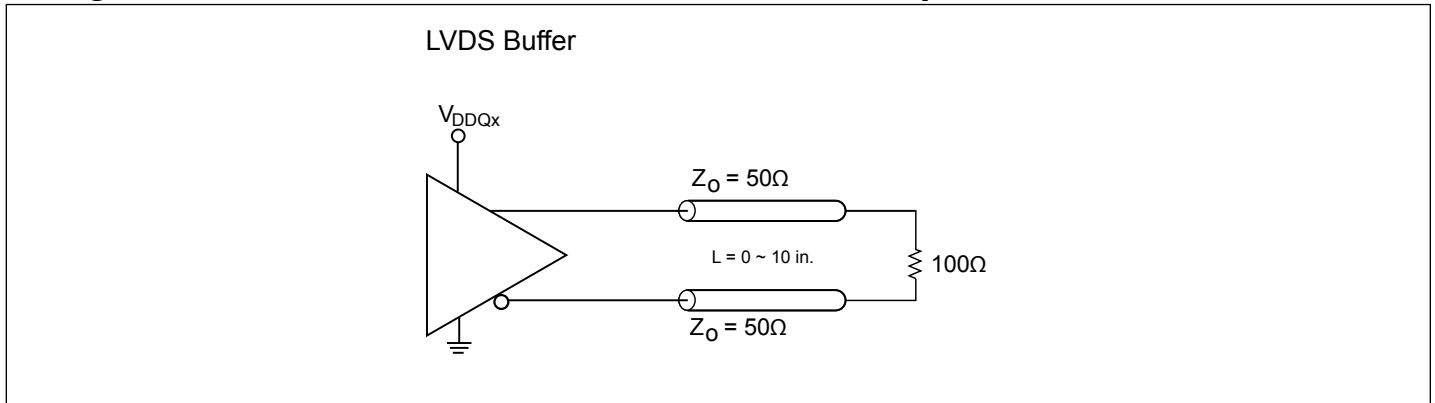 LVDS Buffer
VDDQx
Zo = 50Ω
L = 0 ~ 10 in.
100Ω
Zo = 50Ω